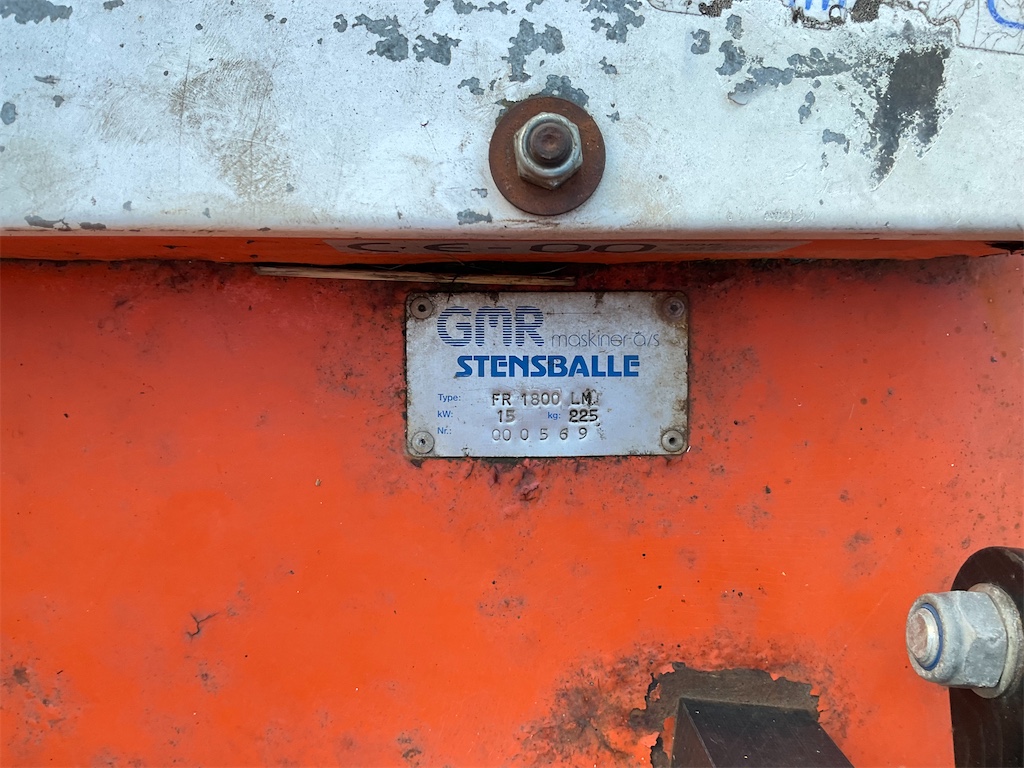 GMR maskiner a/s
STENSBALLE
Type: FR 1800 LM
kW: 15 kg: 225
Nr.: 000569